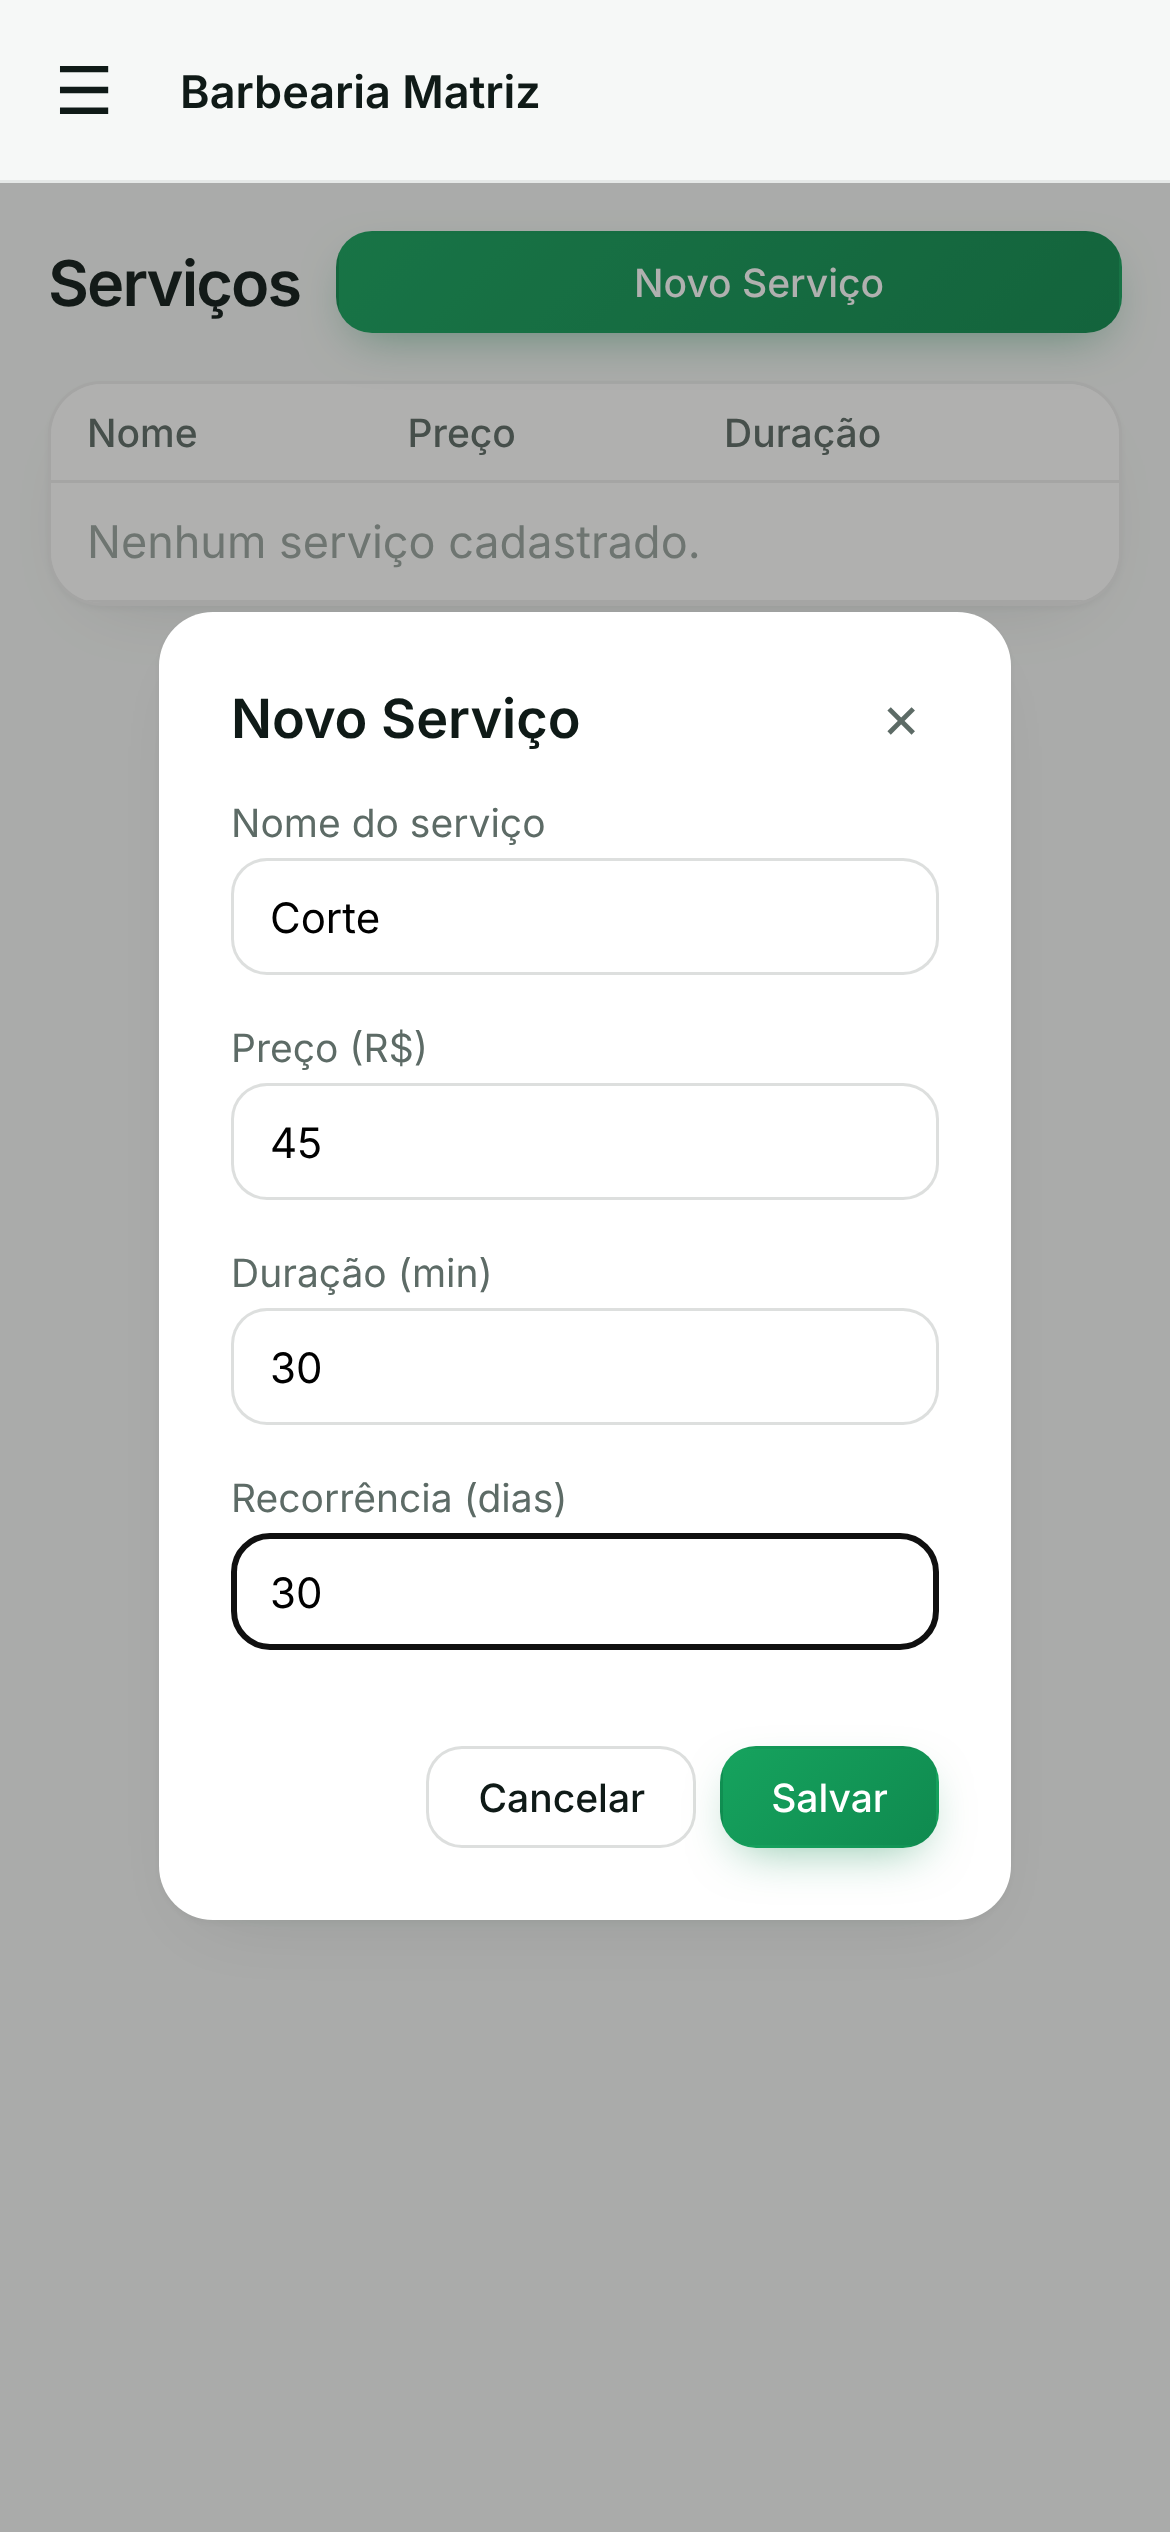 Barbearia Matriz
Serviços
Novo Serviço
Nome Preço Duração
Nenhum serviço cadastrado.
Novo Serviço
Nome do serviço
Corte
Preço (R$)
45
Duração (min)
30
Recorrência (dias)
30
Cancelar Salvar